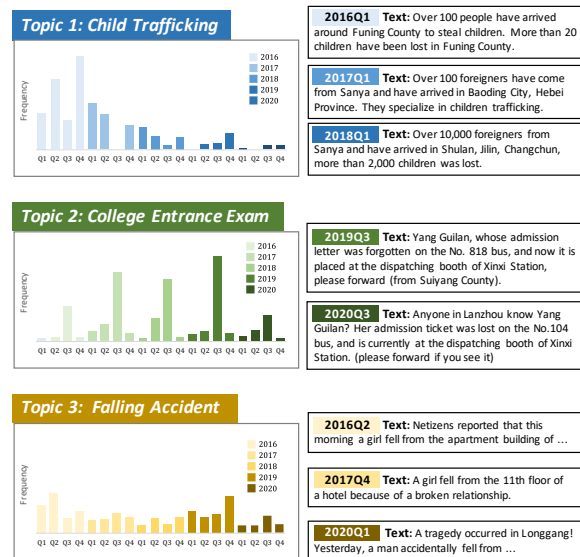 Topic 1: Child Trafficking
Frequency
2016
2017
2018
2019
2020
Q1 Q2 Q3 Q4 Q1 Q2 Q3 Q4 Q1 Q2 Q3 Q4 Q1 Q2 Q3 Q4 Q1 Q2 Q3 Q4
2016Q1 Text: Over 100 people have arrived
around Funing County to steal children. More than 20
children have been lost in Funing County.
2017Q1 Text: Over 100 foreigners have come
from Sanya and have arrived in Baoding City, Hebei
Province. They specialize in children trafficking.
2018Q1 Text: Over 10,000 foreigners from
Sanya and have arrived in Shulan, Jilin, Changchun,
more than 2,000 children was lost.
Topic 2: College Entrance Exam
Frequency
2016
2017
2018
2019
2020
Q1 Q2 Q3 Q4 Q1 Q2 Q3 Q4 Q1 Q2 Q3 Q4 Q1 Q2 Q3 Q4 Q1 Q2 Q3 Q4
2019Q3 Text: Yang Guilan, whose admission
letter was forgotten on the No. 818 bus, and now it is
placed at the dispatching booth of Xinxi Station,
please forward (from Suiyang County).
2020Q3 Text: Anyone in Lanzhou know Yang
Guilan? Her admission ticket was lost on the No.104
bus, and is currently at the dispatching booth of Xinxi
Station. (please forward if you see it)
Topic 3: Falling Accident
Frequency
2016
2017
2018
2019
2020
Q1 Q2 Q3 Q4 Q1 Q2 Q3 Q4 Q1 Q2 Q3 Q4 Q1 Q2 Q3 Q4 Q1 Q2 Q3 Q4
2016Q2 Text: Netizens reported that this
morning a girl fell from the apartment building of ...
2017Q4 Text: A girl fell from the 11th floor of
a hotel because of a broken relationship.
2020Q1 Text: A tragedy occurred in Longgang!
Yesterday, a man accidentally fell from ...